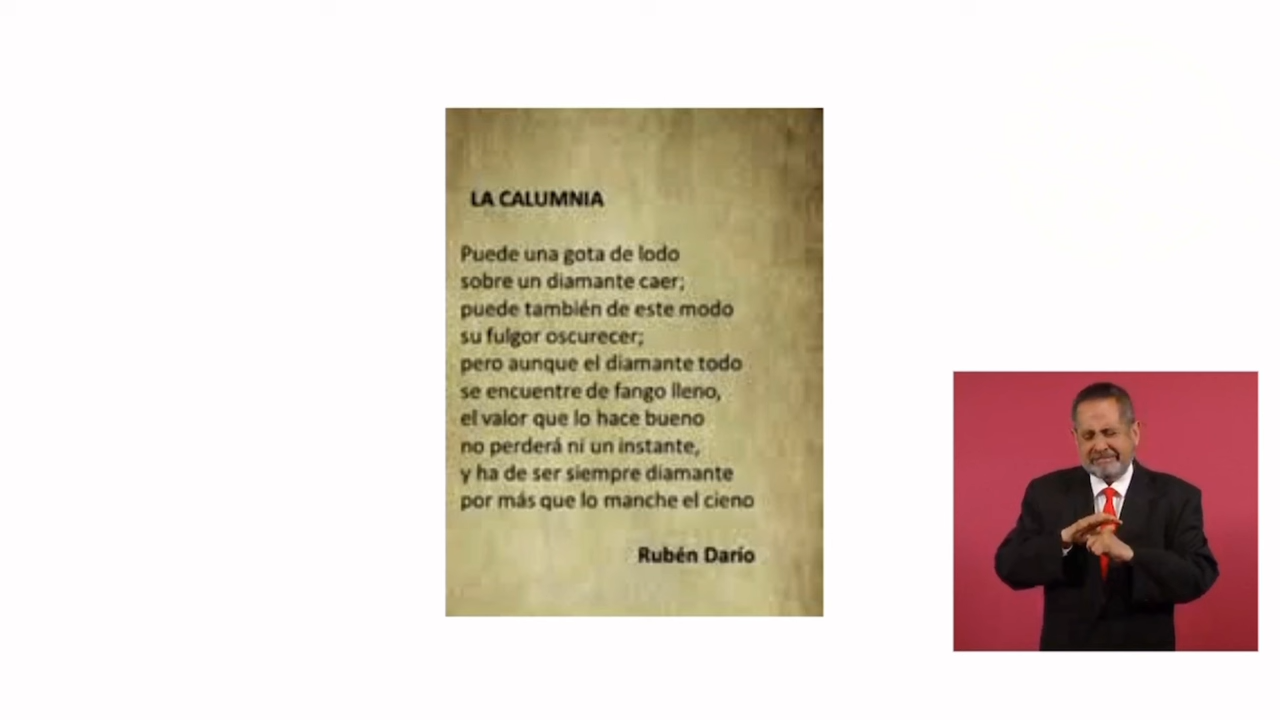 LA CALUMNIA
Puede una gota de lodo
sobre un diamante caer;
puede también de este modo
su fulgor oscurecer;
pero aunque el diamante todo
se encuentre de fango lleno,
el valor que lo hace bueno
no perderá ni un instante,
y ha de ser siempre diamante
por más que lo manche el cieno
Rubén Darío